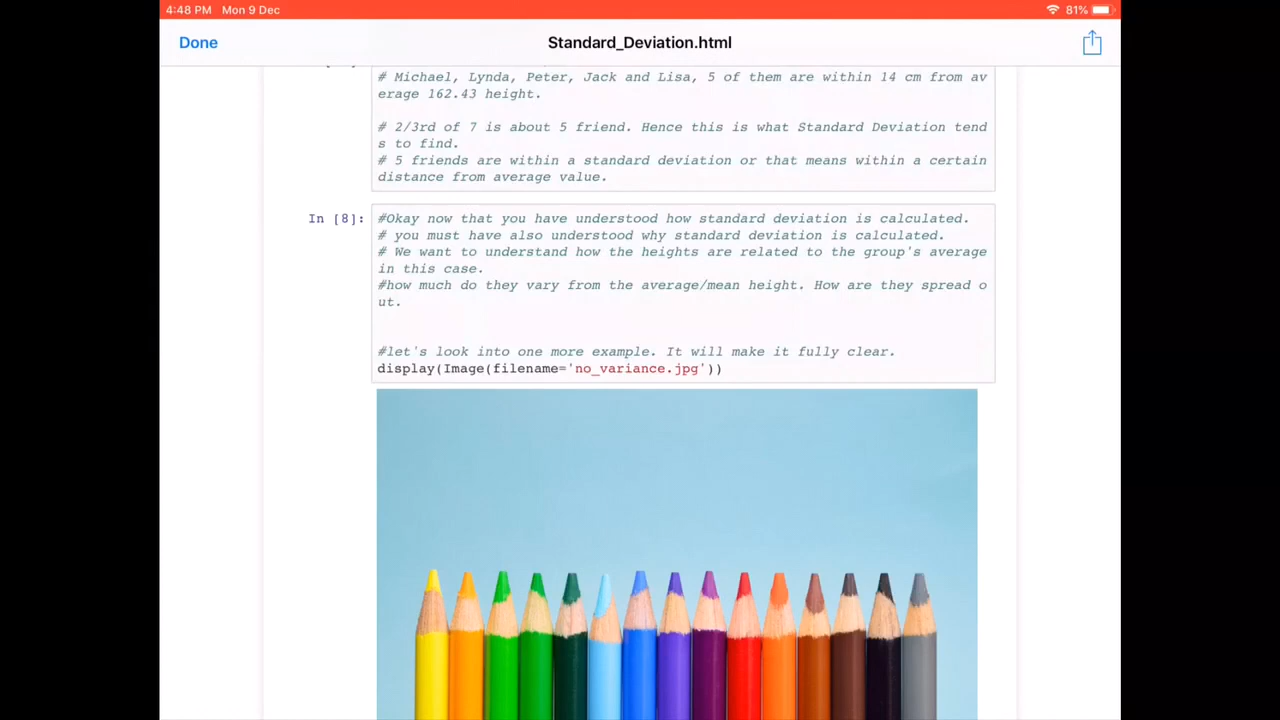 4:48 PM Mon 9 Dec 81%
Done Standard_Deviation.html
# Michael, Lynda, Peter, Jack and Lisa, 5 of them are within 14 cm from av
erage 162.43 height.
# 2/3rd of 7 is about 5 friend. Hence this is what Standard Deviation tend
s to find.
# 5 friends are within a standard deviation or that means within a certain
distance from average value.
In [8]: #Okay now that you have understood how standard deviation is calculated.
# you must have also understood why standard deviation is calculated.
# We want to understand how the heights are related to the group's average
in this case.
#how much do they vary from the average/mean height. How are they spread o
ut.
#let's look into one more example. It will make it fully clear.
display(Image(filename='no_variance.jpg'))